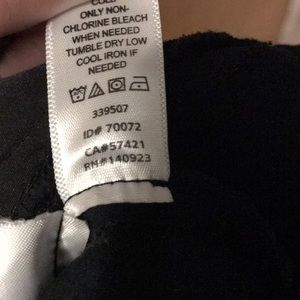 COLD
ONLY NON-
CHLORINE BLEACH
WHEN NEEDED
TUMBLE DRY LOW
COOL IRON IF
NEEDED
339507
ID# 70072
CA#57421
RN#140923